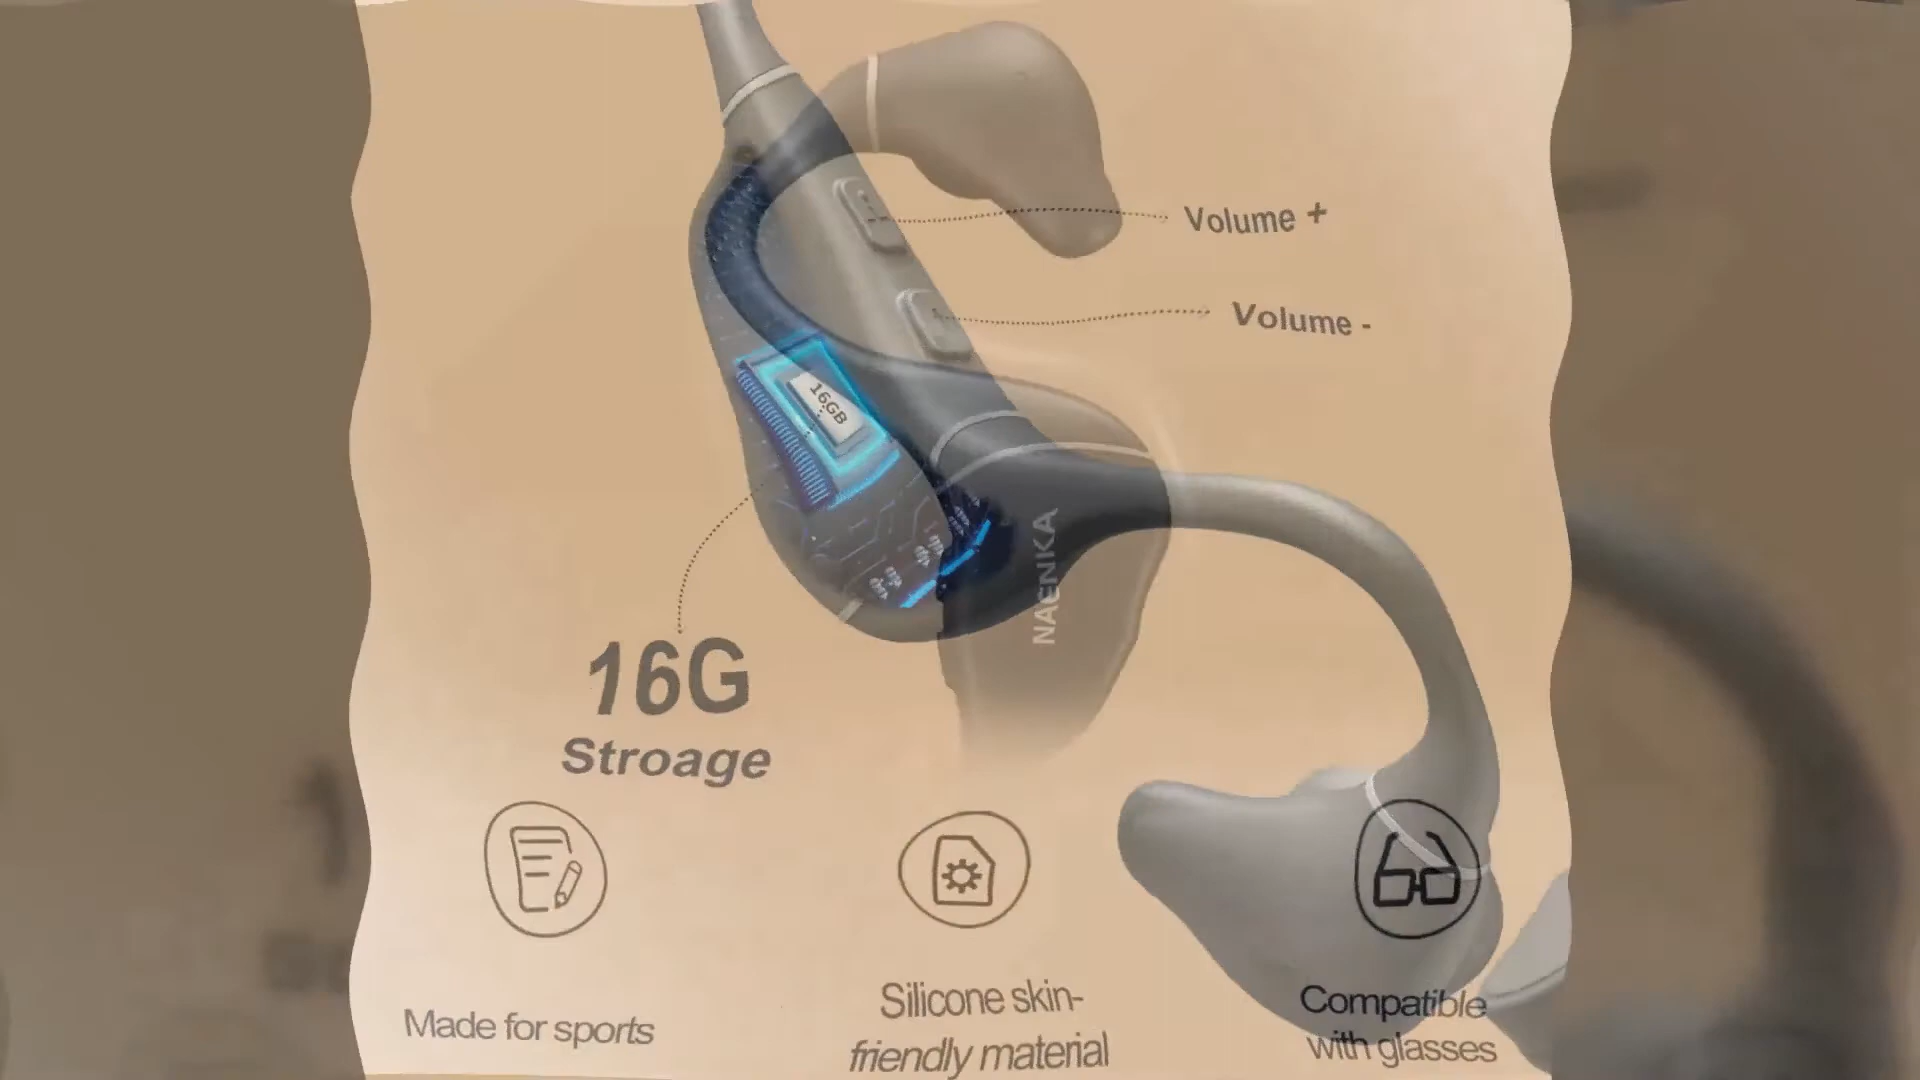 Volume +
Volume -
16GB
NAENKA
16G
Stroage
Made for sports
Silicone skin-
friendly material
Compatible
with glasses